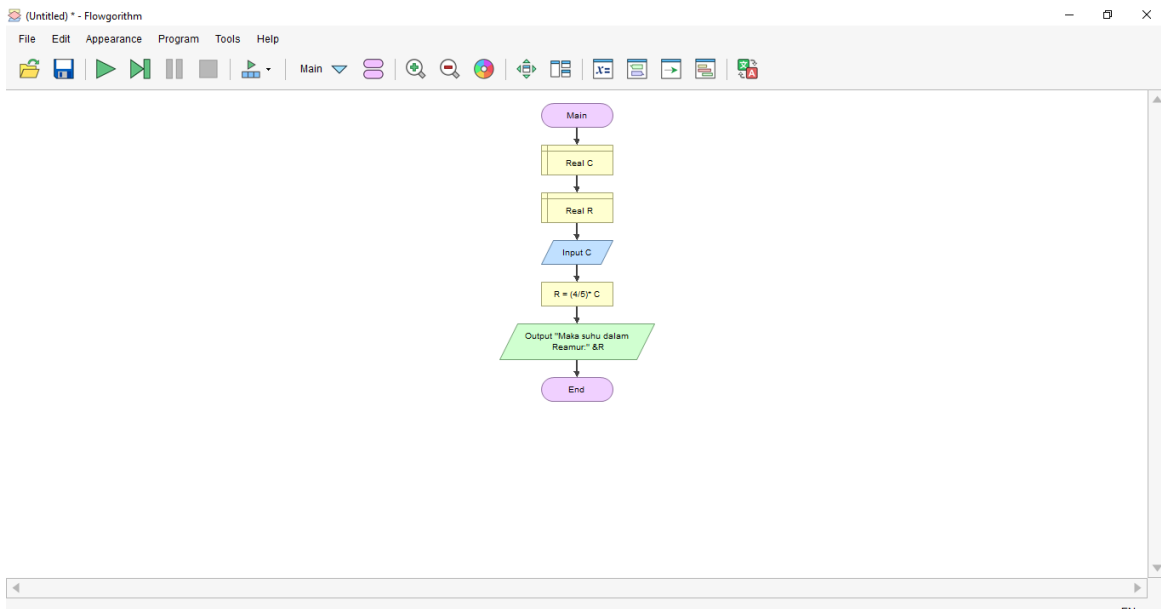 (Untitled) * - Flowgorithm
File Edit Appearance Program Tools Help
Main
Main
Real C
Real R
Input C
R = (4/5)* C
Output "Maka suhu dalam
Reamur:" &R
End